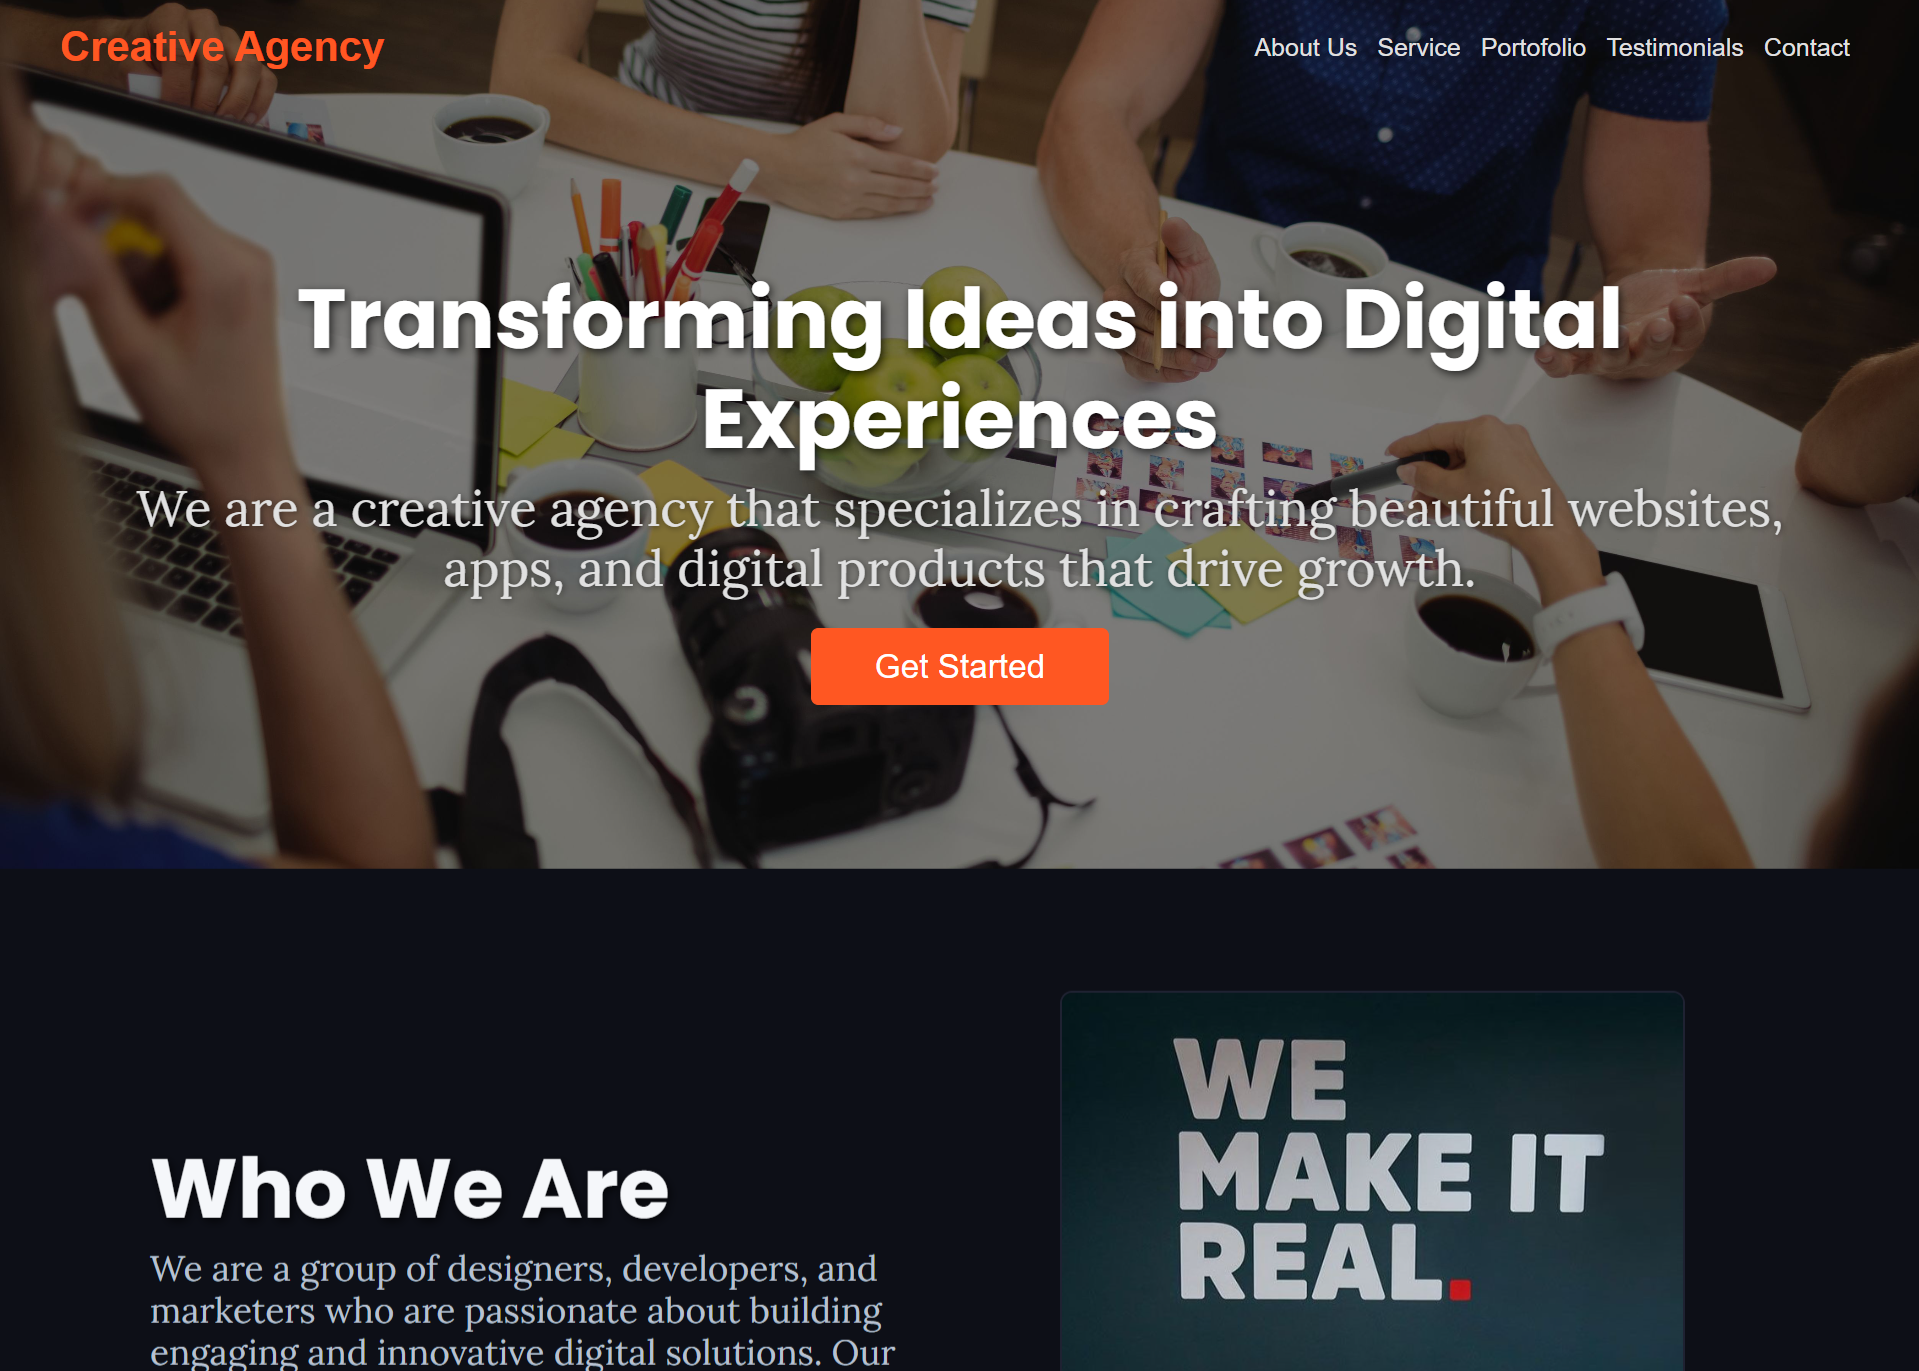 Creative Agency
About Us Service Portofolio Testimonials Contact
Transforming Ideas into Digital
Experiences
We are a creative agency that specializes in crafting beautiful websites,
apps, and digital products that drive growth.
Get Started
Who We Are
We are a group of designers, developers, and
marketers who are passionate about building
engaging and innovative digital solutions. Our
WE
MAKE IT
REAL.